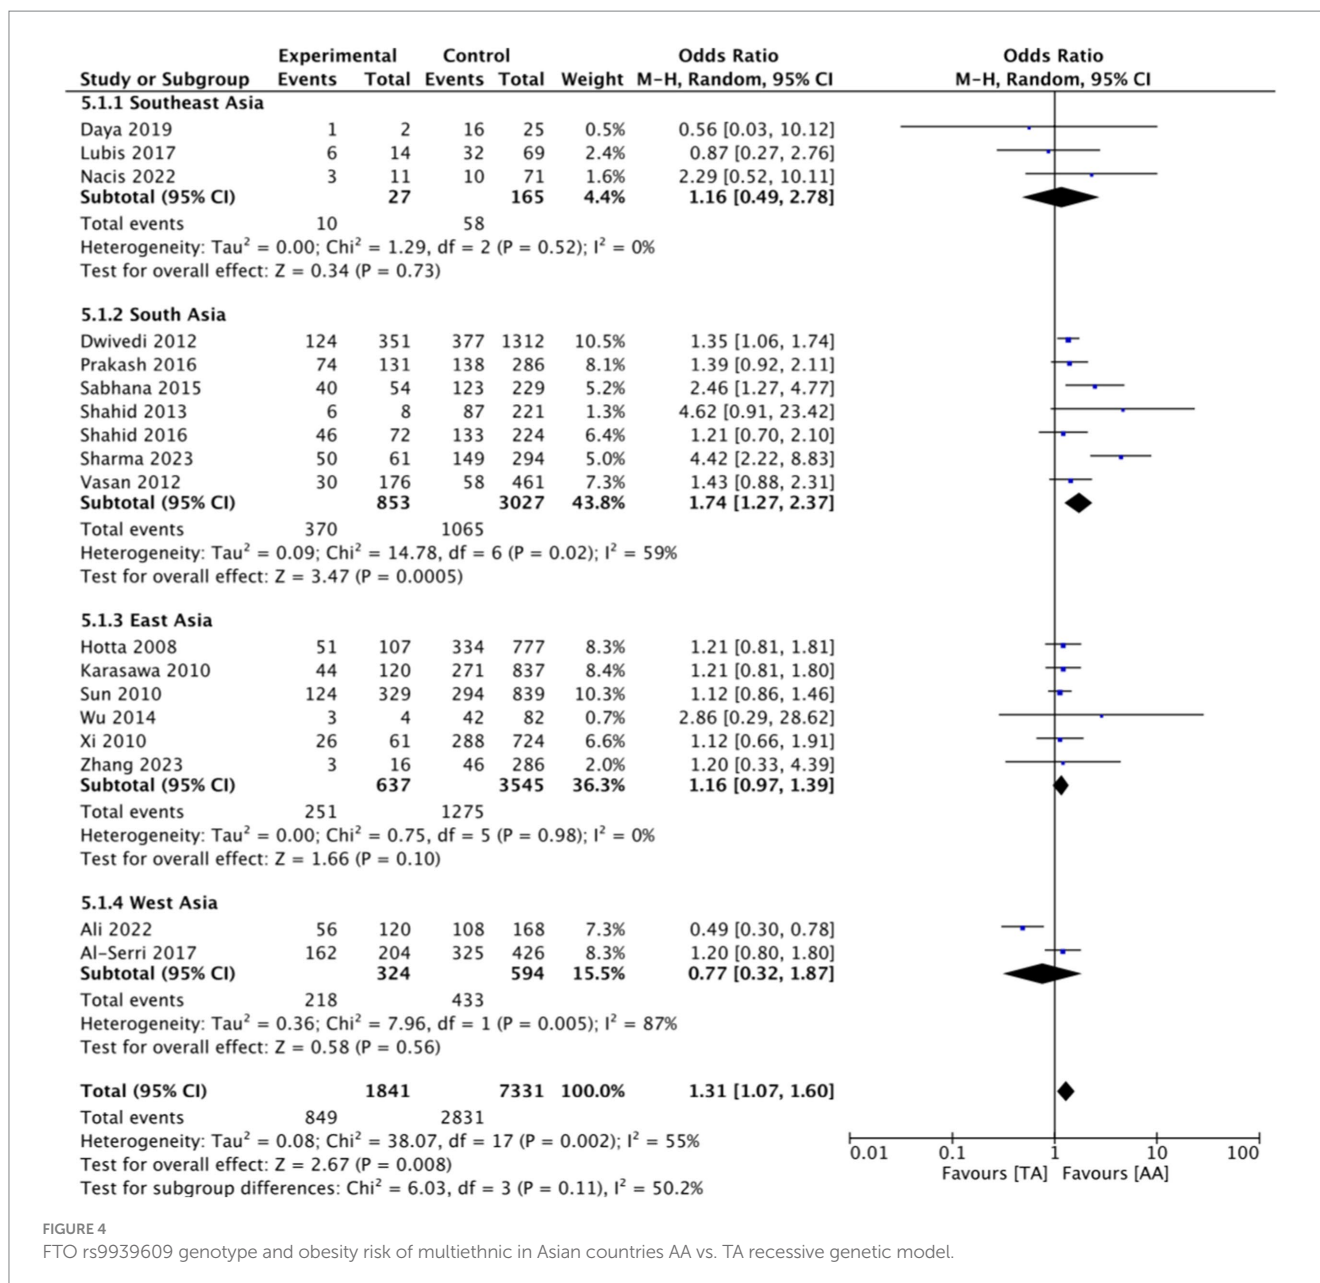 Experimental Control Odds Ratio Odds Ratio
Study or Subgroup Events Total Events Total Weight M-H, Random, 95% CI M-H, Random, 95% CI
5.1.1 Southeast Asia
Daya 2019 1 2 16 25 0.5% 0.56 [0.03, 10.12]
Lubis 2017 6 14 32 69 2.4% 0.87 [0.27, 2.76]
Nacis 2022 3 11 10 71 1.6% 2.29 [0.52, 10.11]
Subtotal (95% CI) 27 165 4.4% 1.16 [0.49, 2.78]
Total events 10 58
Heterogeneity: Tau² = 0.00; Chi² = 1.29, df = 2 (P = 0.52); I² = 0%
Test for overall effect: Z = 0.34 (P = 0.73)
5.1.2 South Asia
Dwivedi 2012 124 351 377 1312 10.5% 1.35 [1.06, 1.74]
Prakash 2016 74 131 138 286 8.1% 1.39 [0.92, 2.11]
Sabhana 2015 40 54 123 229 5.2% 2.46 [1.27, 4.77]
Shahid 2013 6 8 87 221 1.3% 4.62 [0.91, 23.42]
Shahid 2016 46 72 133 224 6.4% 1.21 [0.70, 2.10]
Sharma 2023 50 61 149 294 5.0% 4.42 [2.22, 8.83]
Vasan 2012 30 176 58 461 7.3% 1.43 [0.88, 2.31]
Subtotal (95% CI) 853 3027 43.8% 1.74 [1.27, 2.37]
Total events 370 1065
Heterogeneity: Tau² = 0.09; Chi² = 14.78, df = 6 (P = 0.02); I² = 59%
Test for overall effect: Z = 3.47 (P = 0.0005)
5.1.3 East Asia
Hotta 2008 51 107 334 777 8.3% 1.21 [0.81, 1.81]
Karasawa 2010 44 120 271 837 8.4% 1.21 [0.81, 1.80]
Sun 2010 124 329 294 839 10.3% 1.12 [0.86, 1.46]
Wu 2014 3 4 42 82 0.7% 2.86 [0.29, 28.62]
Xi 2010 26 61 288 724 6.6% 1.12 [0.66, 1.91]
Zhang 2023 3 16 46 286 2.0% 1.20 [0.33, 4.39]
Subtotal (95% CI) 637 3545 36.3% 1.16 [0.97, 1.39]
Total events 251 1275
Heterogeneity: Tau² = 0.00; Chi² = 0.75, df = 5 (P = 0.98); I² = 0%
Test for overall effect: Z = 1.66 (P = 0.10)
5.1.4 West Asia
Ali 2022 56 120 108 168 7.3% 0.49 [0.30, 0.78]
Al-Serri 2017 162 204 325 426 8.3% 1.20 [0.80, 1.80]
Subtotal (95% CI) 324 594 15.5% 0.77 [0.32, 1.87]
Total events 218 433
Heterogeneity: Tau² = 0.36; Chi² = 7.96, df = 1 (P = 0.005); I² = 87%
Test for overall effect: Z = 0.58 (P = 0.56)
Total (95% CI) 1841 7331 100.0% 1.31 [1.07, 1.60]
Total events 849 2831
Heterogeneity: Tau² = 0.08; Chi² = 38.07, df = 17 (P = 0.002); I² = 55%
Test for overall effect: Z = 2.67 (P = 0.008)
Test for subgroup differences: Chi² = 6.03, df = 3 (P = 0.11), I² = 50.2%
0.01 0.1 1 10 100
Favours [TA] Favours [AA]
FIGURE 4
FTO rs9939609 genotype and obesity risk of multiethnic in Asian countries AA vs. TA recessive genetic model.